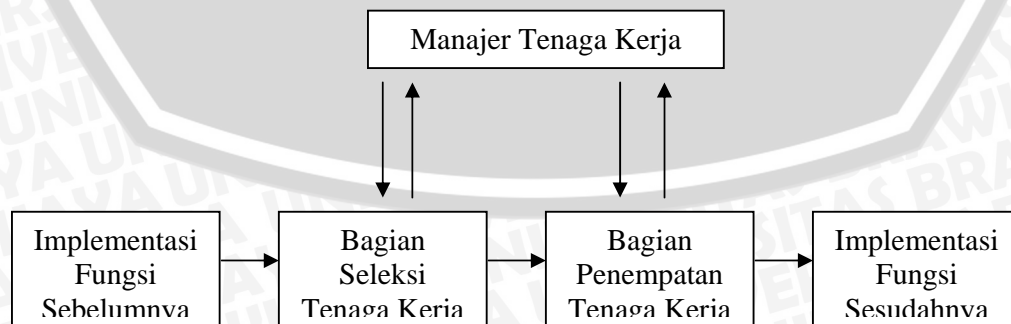 Manajer Tenaga Kerja
Implementasi
Fungsi
Sebelumnya
Bagian
Seleksi
Tenaga Kerja
Bagian
Penempatan
Tenaga Kerja
Implementasi
Fungsi
Sesudahnya